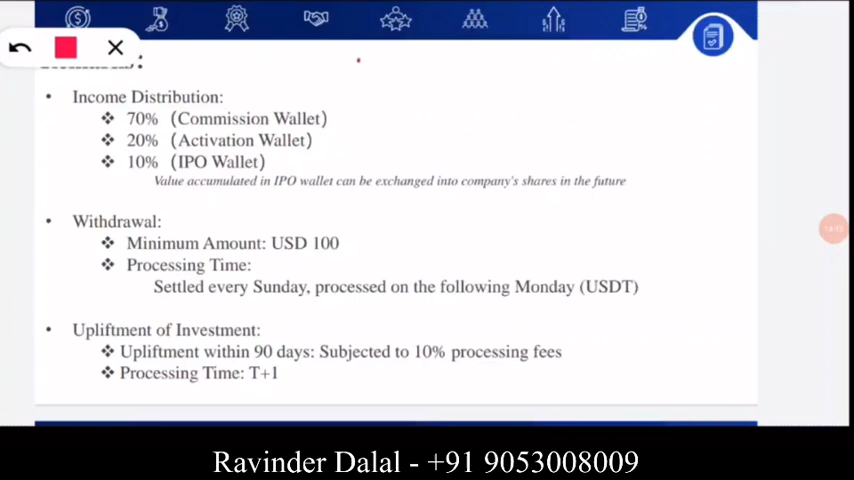 • Income Distribution:
❖ 70% (Commission Wallet)
❖ 20% (Activation Wallet)
❖ 10% (IPO Wallet)
Value accumulated in IPO wallet can be exchanged into company's shares in the future
• Withdrawal:
❖ Minimum Amount: USD 100
❖ Processing Time:
Settled every Sunday, processed on the following Monday (USDT)
• Upliftment of Investment:
❖ Upliftment within 90 days: Subjected to 10% processing fees
❖ Processing Time: T+1
Ravinder Dalal - +91 9053008009